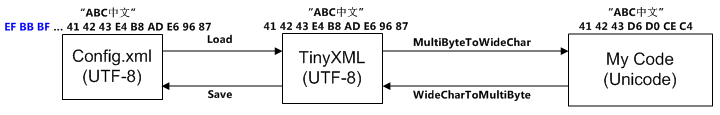 “ABC中文”
EF BB BF ... 41 42 43 E4 B8 AD E6 96 87
Config.xml
(UTF-8)
Load
Save
“ABC中文”
41 42 43 E4 B8 AD E6 96 87
TinyXML
(UTF-8)
MultiByteToWideChar
WideCharToMultiByte
“ABC中文”
41 42 43 D6 D0 CE C4
My Code
(Unicode)